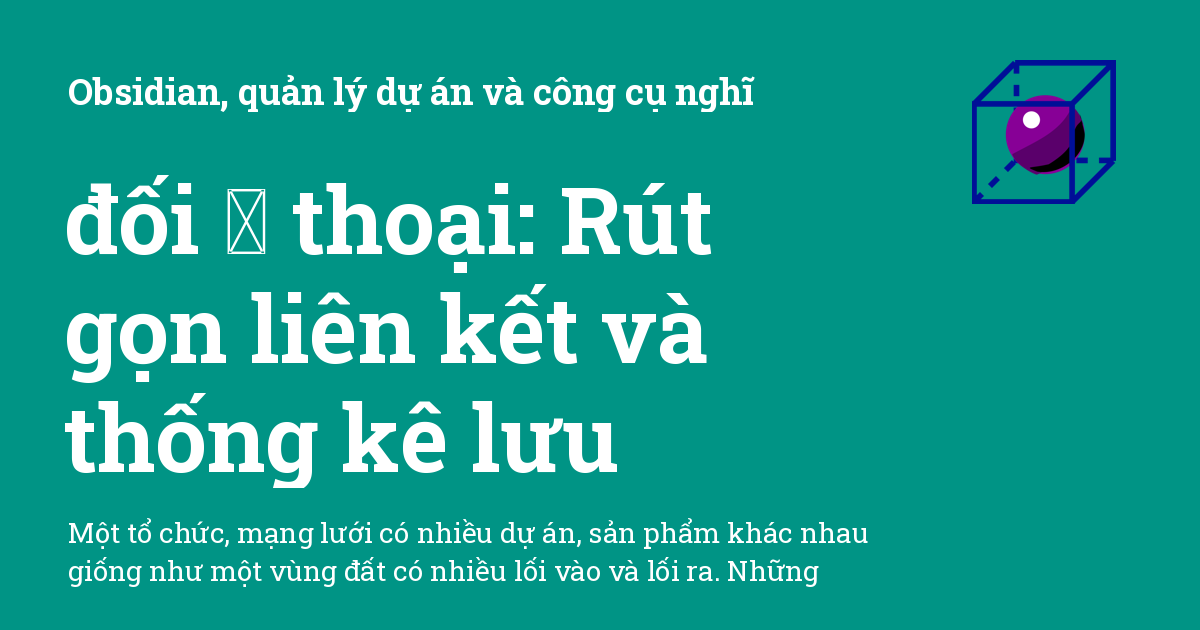 Obsidian, quản lý dự án và công cụ nghĩ
đối thoại: Rút
gọn liên kết và
thống kê lưu
Một tổ chức, mạng lưới có nhiều dự án, sản phẩm khác nhau
giống như một vùng đất có nhiều lối vào và lối ra. Những